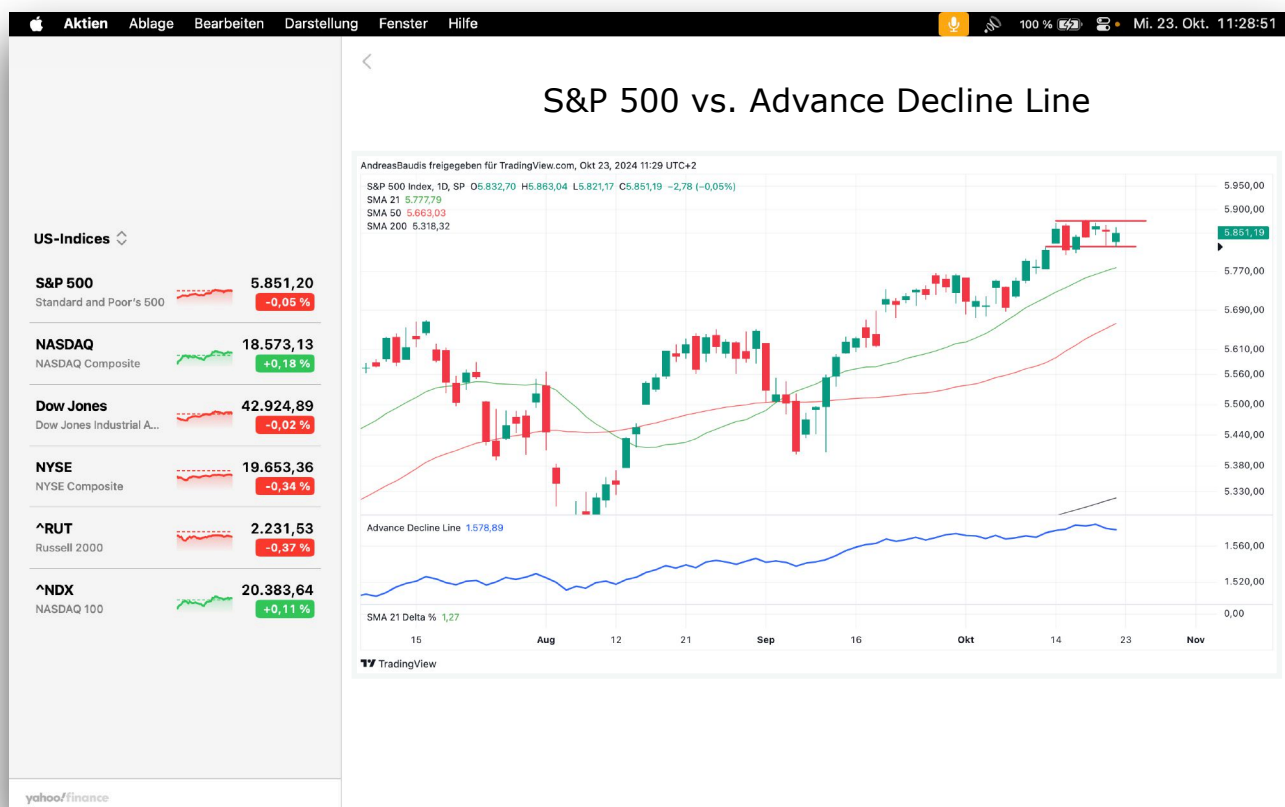 Aktien Ablage Bearbeiten Darstellung Fenster Hilfe 100 % Mi. 23. Okt. 11:28:51
US-Indices
S&P 500 5.851,20
Standard and Poor's 500 -0,05 %
NASDAQ 18.573,13
NASDAQ Composite +0,18 %
Dow Jones 42.924,89
Dow Jones Industrial A... -0,02 %
NYSE 19.653,36
NYSE Composite -0,34 %
^RUT 2.231,53
Russell 2000 -0,37 %
^NDX 20.383,64
NASDAQ 100 +0,11 %
yahoo!finance
S&P 500 vs. Advance Decline Line
AndreasBaudis freigegeben für TradingView.com, Okt 23, 2024 11:29 UTC+2
S&P 500 Index, 1D, SP O5.832,70 H5.863,04 L5.821,17 C5.851,19 −2,78 (−0,05%)
SMA 21 5.777,79
SMA 50 5.663,03
SMA 200 5.318,32
5.950,00
5.900,00
5.851,19
5.770,00
5.690,00
5.610,00
5.560,00
5.500,00
5.440,00
5.380,00
5.330,00
Advance Decline Line 1.578,89
1.560,00
1.520,00
SMA 21 Delta % 1,27
0,00
15 Aug 12 21 Sep 16 Okt 14 23 Nov
TradingView